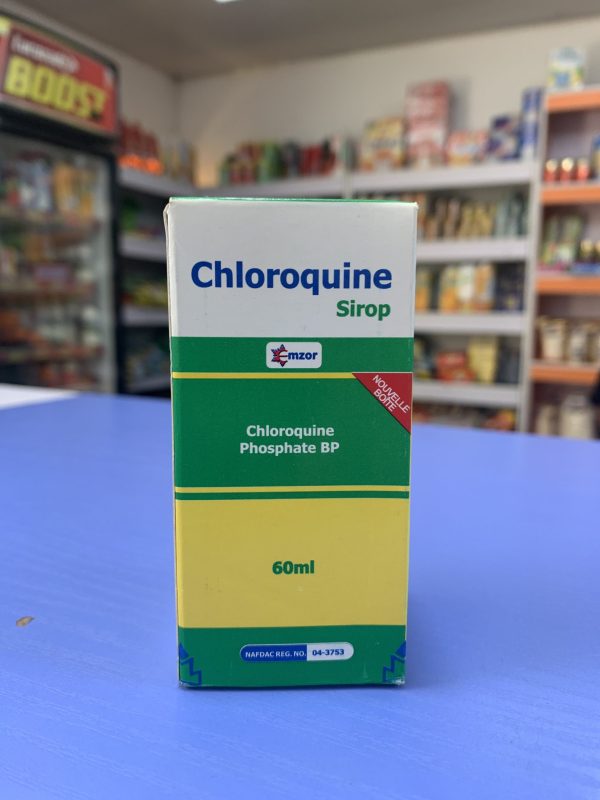 BOOST
Chloroquine
Sirop
Emzor
NOUVELLE
BOITE
Chloroquine
Phosphate BP
60ml
NAFDAC REG. NO. 04-3753